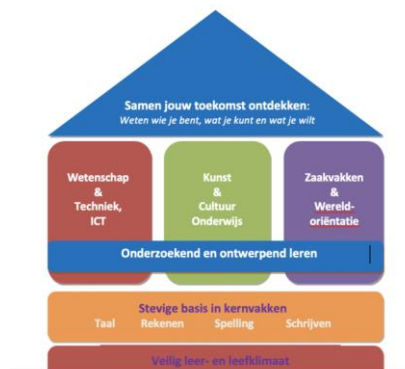 Samen jouw toekomst ontdekken:
Weten wie je bent, wat je kunt en wat je wilt
Wetenschap
&
Techniek,
ICT
Kunst
&
Cultuur
Onderwijs
Zaakvakken
&
Wereld-
oriëntatie
Onderzoekend en ontwerpend leren
Stevige basis in kernvakken
Taal Rekenen Spelling Schrijven
Veilig leer- en leefklimaat